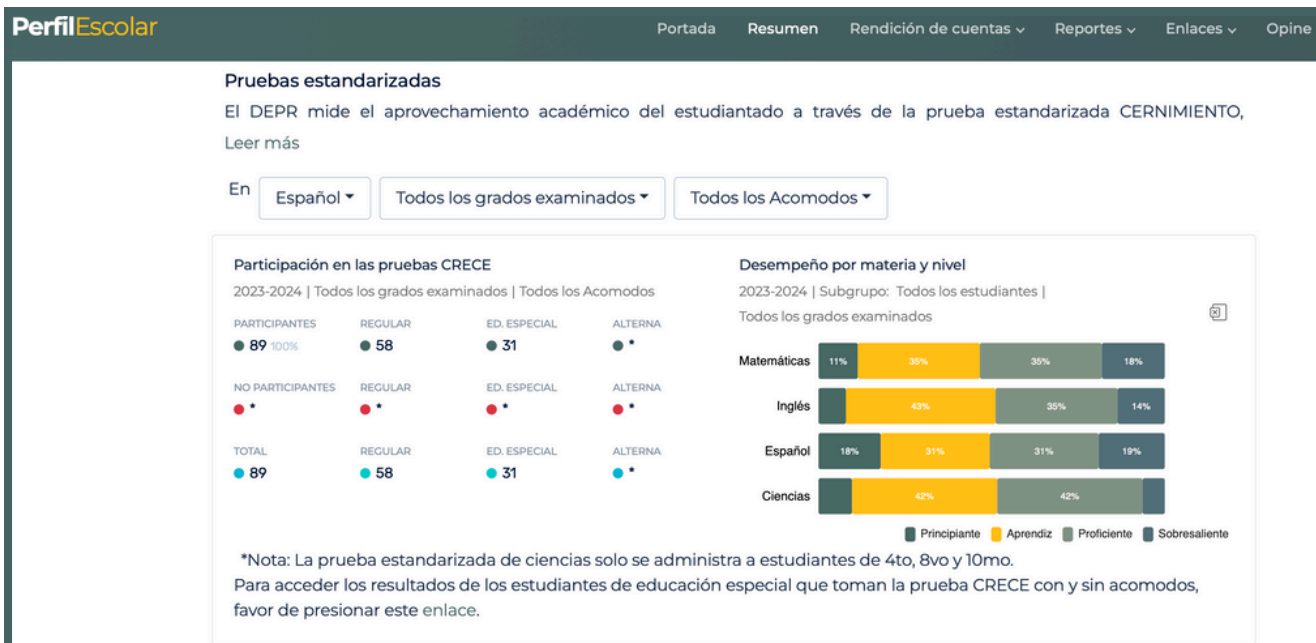 PerfilEscolar
Portada Resumen Rendición de cuentas Reportes Enlaces Opine
Pruebas estandarizadas
El DEPR mide el aprovechamiento académico del estudiantado a través de la prueba estandarizada CERNIMIENTO,
Leer más
En Español Todos los grados examinados Todos los Acomodos
Participación en las pruebas CRECE
2023-2024 | Todos los grados examinados | Todos los Acomodos
PARTICIPANTES REGULAR ED. ESPECIAL ALTERNA
89 100% 58 31 *
NO PARTICIPANTES REGULAR ED. ESPECIAL ALTERNA
* * * *
TOTAL REGULAR ED. ESPECIAL ALTERNA
89 58 31 *
Desempeño por materia y nivel
2023-2024 | Subgrupo: Todos los estudiantes |
Todos los grados examinados
Matemáticas 11% 35% 35% 18%
Inglés 43% 35% 14%
Español 18% 31% 31% 19%
Ciencias 42% 42%
Principiante Aprendiz Proficiente Sobresaliente
*Nota: La prueba estandarizada de ciencias solo se administra a estudiantes de 4to, 8vo y 10mo.
Para acceder los resultados de los estudiantes de educación especial que toman la prueba CRECE con y sin acomodos,
favor de presionar este enlace.